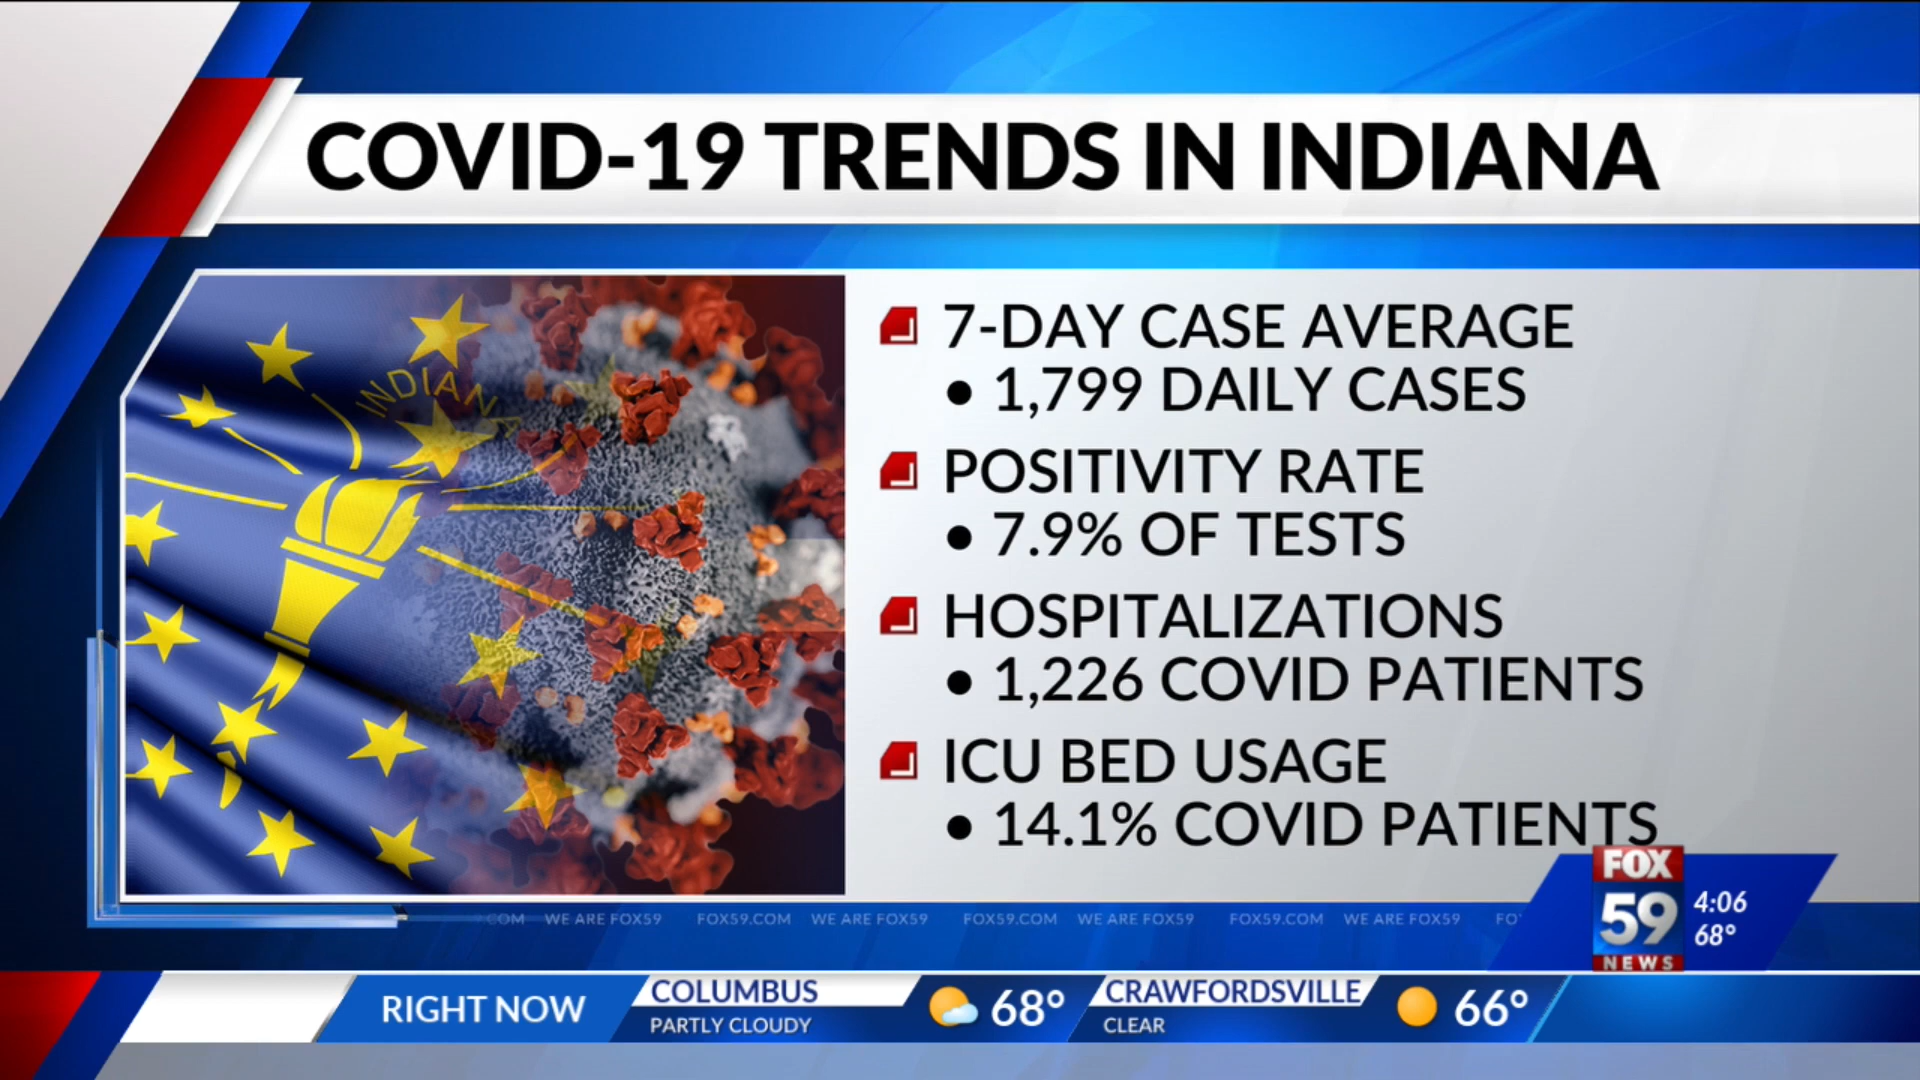 COVID-19 TRENDS IN INDIANA
INDIANA
7-DAY CASE AVERAGE
• 1,799 DAILY CASES
POSITIVITY RATE
• 7.9% OF TESTS
HOSPITALIZATIONS
• 1,226 COVID PATIENTS
ICU BED USAGE
• 14.1% COVID PATIENTS
COM WE ARE FOX59 FOX59.COM WE ARE FOX59 FOX59.COM WE ARE FOX59 FOX59.COM WE ARE FOX59 FO
FOX
59
NEWS
4:06
68°
RIGHT NOW
COLUMBUS
PARTLY CLOUDY
68°
CRAWFORDSVILLE
CLEAR
66°